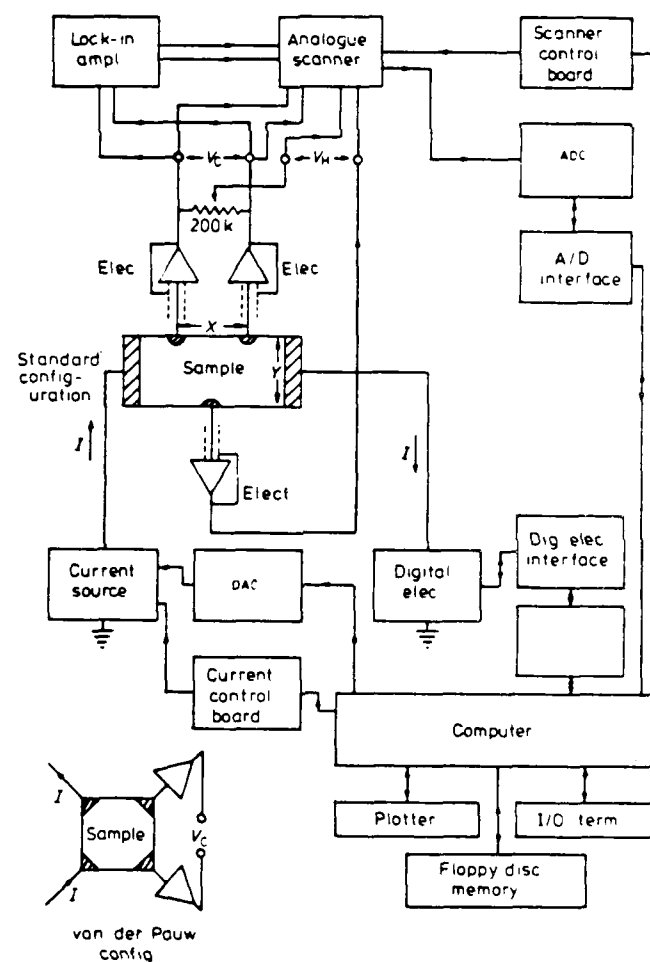 Lock-in
ampl
Analogue
scanner
Scanner
control
board
ADC
A/D
interface
V_C
V_H
200k
Elec
Elec
X
Sample
Y
Standard
config-
uration
I
I
Elect
Current
source
DAC
Digital
elec
Dig elec
interface
Current
control
board
Computer
Plotter
I/O term
Floppy disc
memory
I
Sample
V_C
I
van der Pauw
config